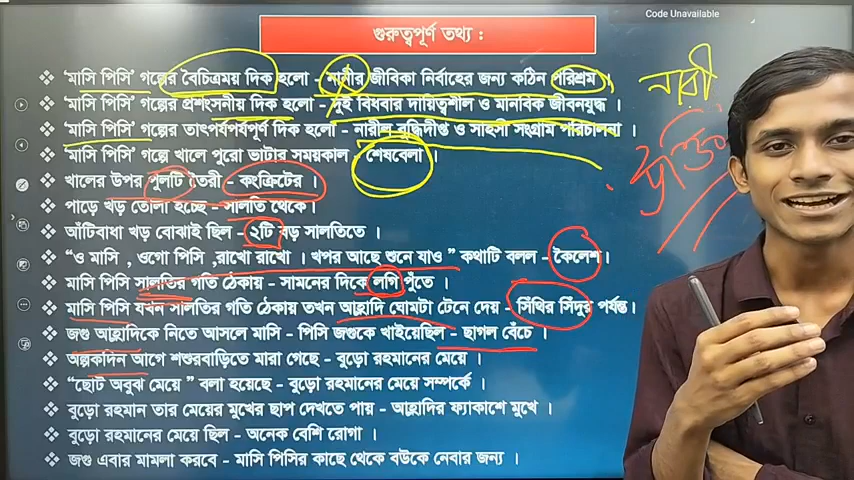 Code Unavailable
গুরুত্বপূর্ণ তথ্য :
❖ ‘মাসি পিসি’ গল্পের বৈচিত্রময় দিক হলো - নারীর জীবিকা নির্বাহের জন্য কঠিন পরিশ্রম ।
❖ ‘মাসি পিসি’ গল্পের প্রশংসনীয় দিক হলো - দুই বিধবার দায়িত্বশীল ও মানবিক জীবনযুদ্ধ ।
❖ ‘মাসি পিসি’ গল্পের তাৎপর্যপূর্ণ দিক হলো - নারীর বুদ্ধিদীপ্ত ও সাহসী সংগ্রাম পরিচালনা
❖ ‘মাসি পিসি’ গল্পে খালে পুরো ভাটার সময়কাল - শেষবেলা ।
❖ খালের উপর পুলটি তৈরী - কংক্রিটের ।
❖ পাড়ে খড় তোলা হচ্ছে - সালতি থেকে।
❖ আঁটিবাধা খড় বোঝাই ছিল - ২টি বড় সালতিতে ।
❖ “ও মাসি , ওগো পিসি ,রাখো রাখো । খপর আছে শুনে যাও ” কথাটি বলল - কৈলেশ।
❖ মাসি পিসি সালতির গতি ঠেকায় - সামনের দিকে লগি পুঁতে ।
❖ মাসি পিসি যখন সালতির গতি ঠেকায় তখন আহ্লাদি ঘোমটা টেনে দেয় - সিঁথির সিঁদুর পর্যন্ত।
❖ জগু আহ্লাদিকে নিতে আসলে মাসি - পিসি জগুকে খাইয়েছিল - ছাগল বেঁচে ।
❖ অল্পকদিন আগে শশুরবাড়িতে মারা গেছে - বুড়ো রহমানের মেয়ে ।
❖ “ছোট অবুঝ মেয়ে ” বলা হয়েছে - বুড়ো রহমানের মেয়ে সম্পর্কে ।
❖ বুড়ো রহমান তার মেয়ের মুখের ছাপ দেখতে পায় - আহ্লাদির ফ্যাকাশে মুখে ।
❖ বুড়ো রহমানের মেয়ে ছিল - অনেক বেশি রোগা ।
❖ জগু এবার মামলা করবে - মাসি পিসির কাছে থেকে বউকে নেবার জন্য ।
নারী